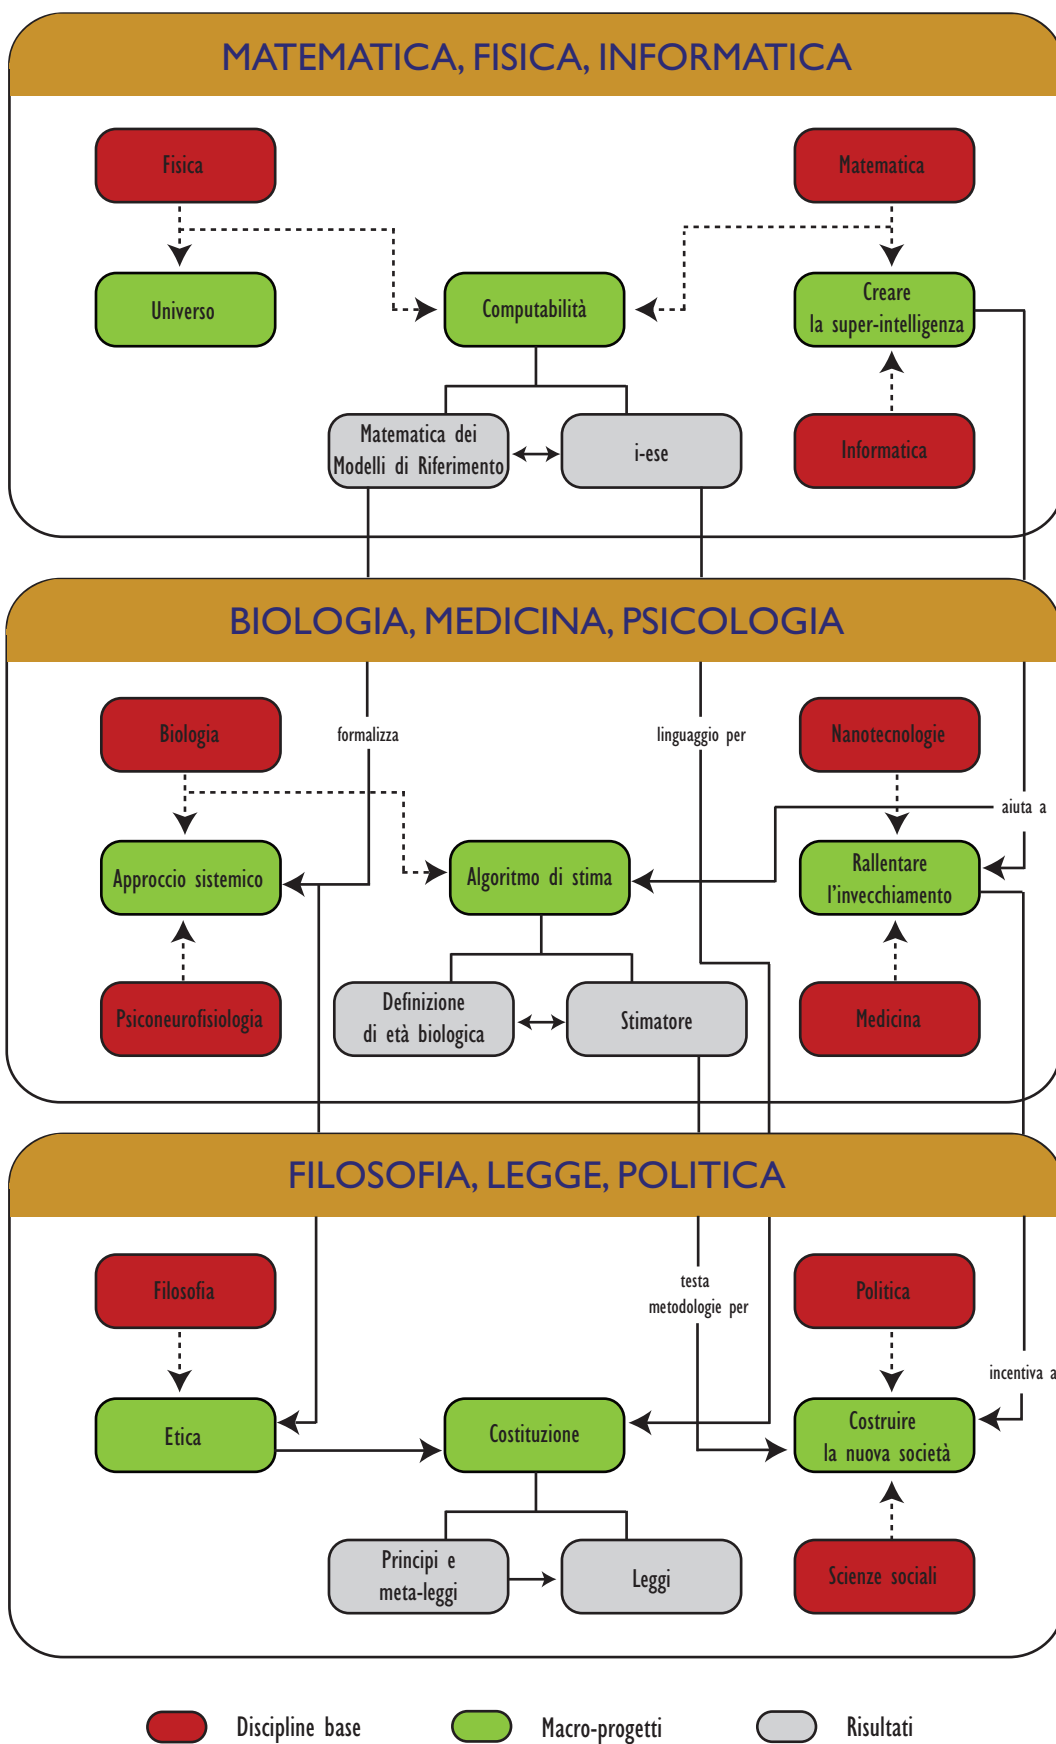 MATEMATICA, FISICA, INFORMATICA
Fisica
Matematica
Universo
Computabilità
Creare
la super-intelligenza
Matematica dei
Modelli di Riferimento
i-ese
Informatica
BIOLOGIA, MEDICINA, PSICOLOGIA
Biologia
formalizza
linguaggio per
Nanotecnologie
aiuta a
Approccio sistemico
Algoritmo di stima
Rallentare
l'invecchiamento
Psiconeurofisiologia
Definizione
di età biologica
Stimatore
Medicina
FILOSOFIA, LEGGE, POLITICA
Filosofia
testa
metodologie per
Politica
incentiva a
Etica
Costituzione
Costruire
la nuova società
Principi e
meta-leggi
Leggi
Scienze sociali
Discipline base
Macro-progetti
Risultati